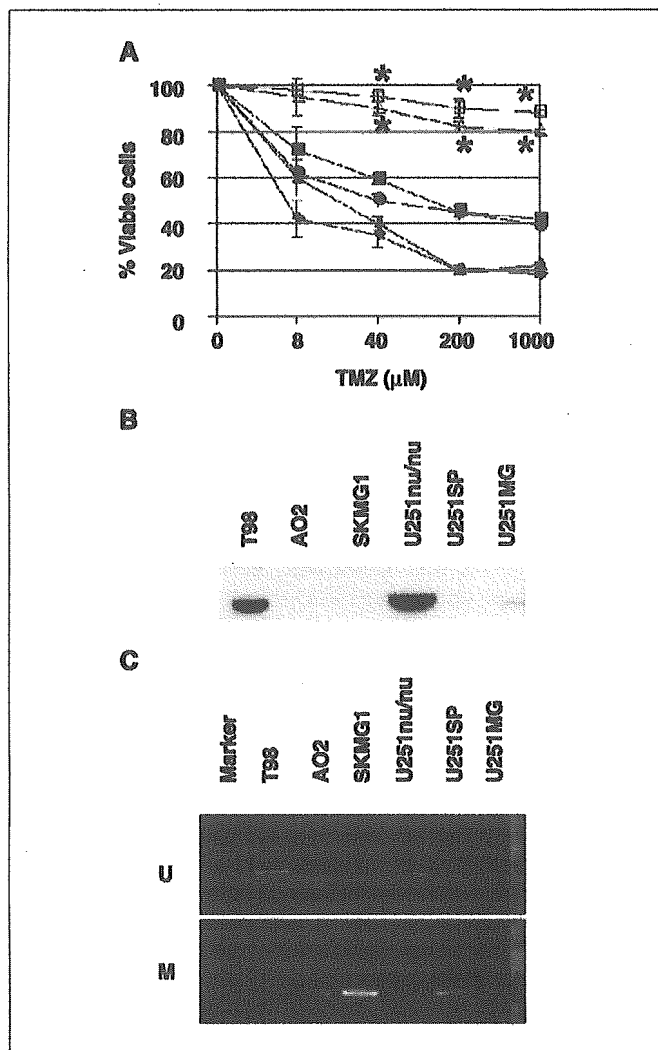 A
100
80
60
40
20
0
% Viable cells
* * *
* * *
0 8 40 200 1000
TMZ (μM)
B
T98 AO2 SKMG1 U251nu/nu U251SP U251MG
C
Marker T98 AO2 SKMG1 U251nu/nu U251SP U251MG
U
M